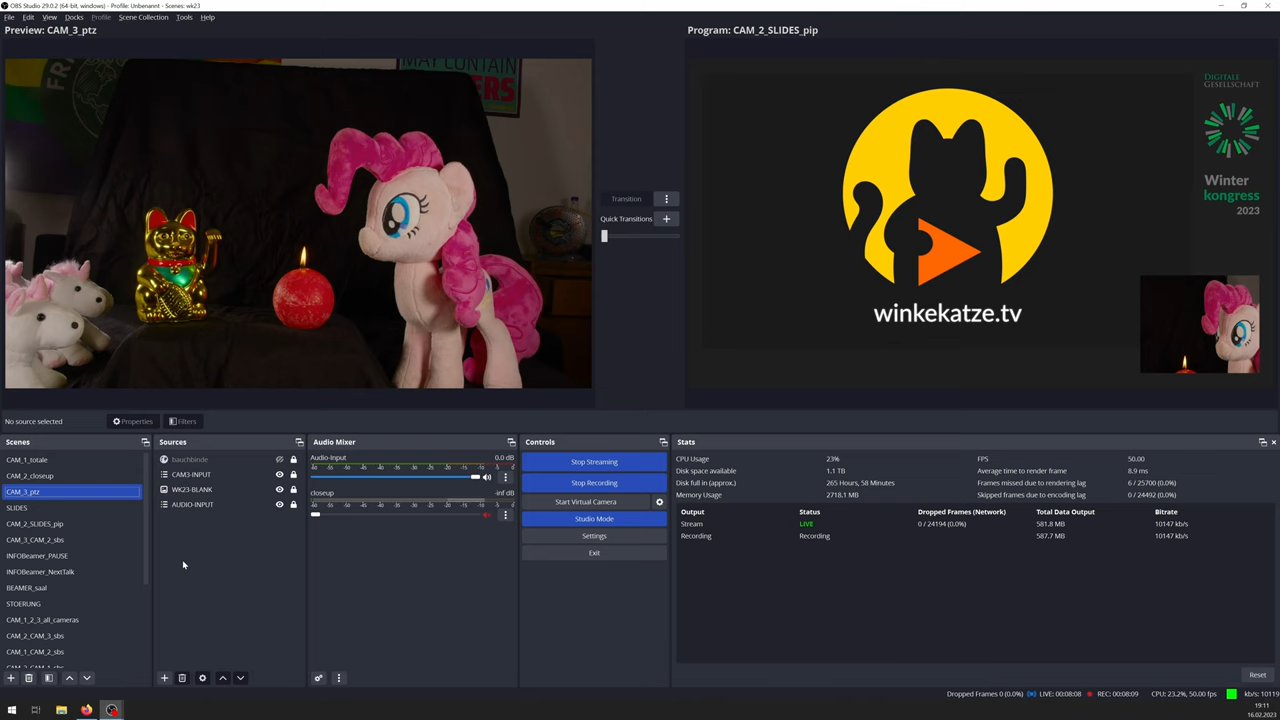 OBS Studio 29.0.2 (64-bit, windows) - Profile: Unbenannt - Scenes: wk23
File Edit View Docks Profile Scene Collection Tools Help
Preview: CAM_3_ptz
Program: CAM_2_SLIDES_pip
MAY CONTAIN
DIGITALE
GESELLSCHAFT
Winter
kongress
2023
winkekatze.tv
Transition
Quick Transitions
No source selected
Properties
Filters
Scenes
CAM_1_totale
CAM_2_closeup
CAM_3_ptz
SLIDES
CAM_2_SLIDES_pip
CAM_3_CAM_2_sbs
INFOBeamer_PAUSE
INFOBeamer_NextTalk
BEAMER_saal
STOERUNG
CAM_1_2_3_all_cameras
CAM_2_CAM_3_sbs
CAM_1_CAM_2_sbs
Sources
bauchbinde
CAM3-INPUT
WK23-BLANK
AUDIO-INPUT
Audio Mixer
Audio-Input 0.0 dB
closeup -inf dB
Controls
Stop Streaming
Stop Recording
Start Virtual Camera
Studio Mode
Settings
Exit
Stats
CPU Usage 23% FPS 50.00
Disk space available 1.1 TB Average time to render frame 8.9 ms
Disk full in (approx.) 265 Hours, 58 Minutes Frames missed due to rendering lag 6 / 25700 (0.0%)
Memory Usage 2718.1 MB Skipped frames due to encoding lag 0 / 24492 (0.0%)
Output Status Dropped Frames (Network) Total Data Output Bitrate
Stream LIVE 0 / 24194 (0.0%) 581.8 MB 10147 kb/s
Recording Recording 587.7 MB 10147 kb/s
Reset
Dropped Frames 0 (0.0%) LIVE: 00:08:08 REC: 00:08:09 CPU: 23.2%, 50.00 fps kb/s: 10119
19:11
16.02.2023